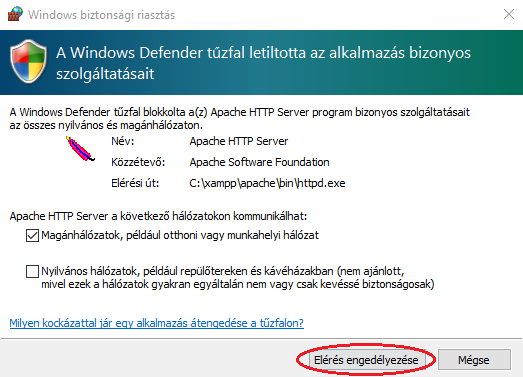 Windows biztonsági riasztás
A Windows Defender tűzfal letiltotta az alkalmazás bizonyos
szolgáltatásait
A Windows Defender tűzfal blokkolta a(z) Apache HTTP Server program bizonyos szolgáltatásait
az összes nyilvános és magánhálózaton.
Név: Apache HTTP Server
Közzétevő: Apache Software Foundation
Elérési út: C:\xampp\apache\bin\httpd.exe
Apache HTTP Server a következő hálózatokon kommunikálhat:
Magánhálózatok, például otthoni vagy munkahelyi hálózat
Nyilvános hálózatok, például repülőtereken és kávéházakban (nem ajánlott,
mivel ezek a hálózatok gyakran egyáltalán nem vagy csak kevéssé biztonságosak)
Milyen kockázattal jár egy alkalmazás átengedése a tűzfalon?
Elérés engedélyezése Mégse